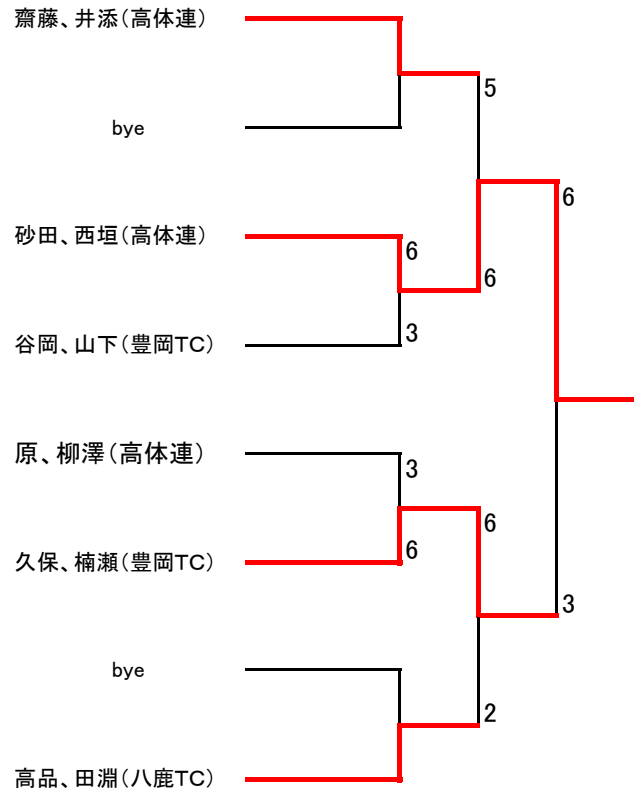 齋藤、井添（高体連）
5
bye
6
砂田、西垣（高体連）
6
6
谷岡、山下（豊岡TC）
3
原、柳澤（高体連）
3
6
久保、楠瀬（豊岡TC）
6
3
bye
2
高品、田淵（八鹿TC）